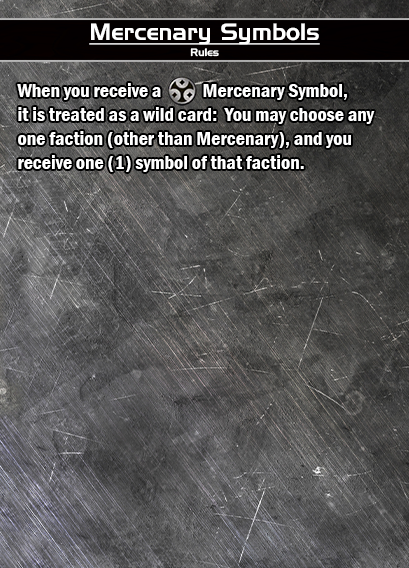 Mercenary Symbols
Rules
When you receive a Mercenary Symbol,
it is treated as a wild card: You may choose any
one faction (other than Mercenary), and you
receive one (1) symbol of that faction.